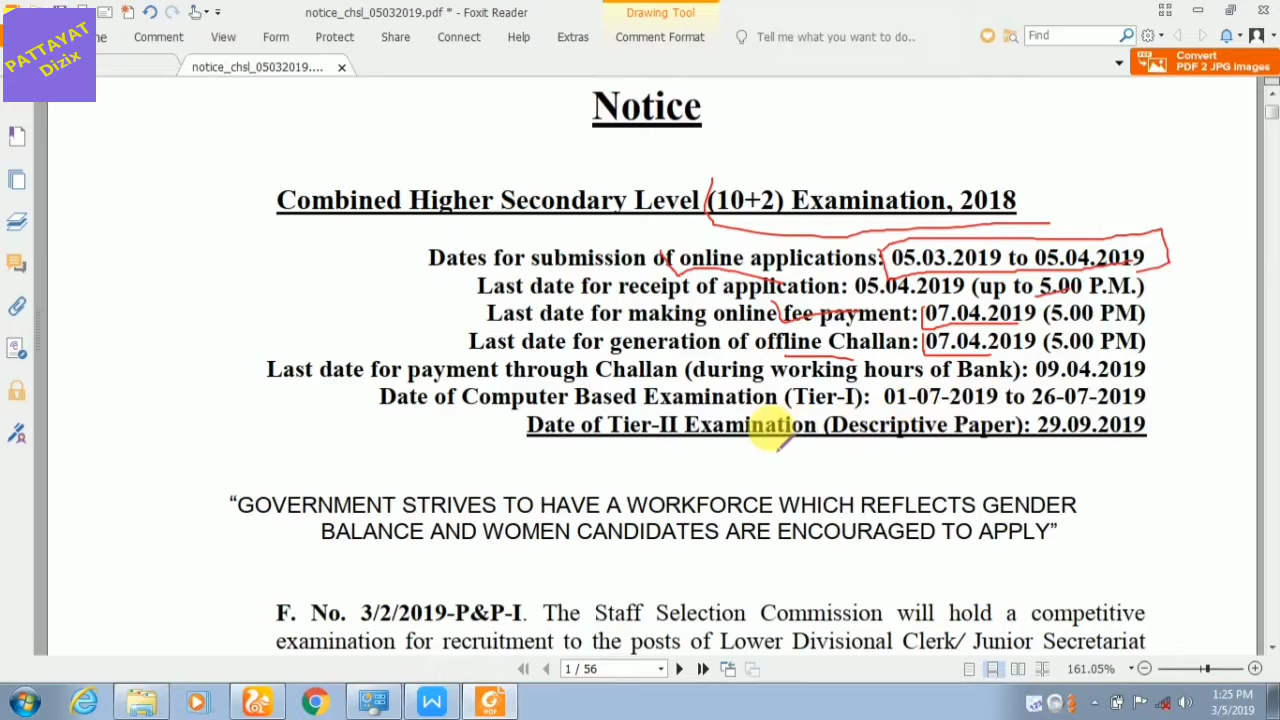 notice_chsl_05032019.pdf * - Foxit Reader
Drawing Tool
Comment View Form Protect Share Connect Help Extras Comment Format Tell me what you want to do.. Find
PATTAYAT
Dizix
notice_chsl_05032019....
Convert
PDF 2 JPG Images
Notice
Combined Higher Secondary Level (10+2) Examination, 2018
Dates for submission of online applications: 05.03.2019 to 05.04.2019
Last date for receipt of application: 05.04.2019 (up to 5.00 P.M.)
Last date for making online fee payment: 07.04.2019 (5.00 PM)
Last date for generation of offline Challan: 07.04.2019 (5.00 PM)
Last date for payment through Challan (during working hours of Bank): 09.04.2019
Date of Computer Based Examination (Tier-I): 01-07-2019 to 26-07-2019
Date of Tier-II Examination (Descriptive Paper): 29.09.2019
“GOVERNMENT STRIVES TO HAVE A WORKFORCE WHICH REFLECTS GENDER
BALANCE AND WOMEN CANDIDATES ARE ENCOURAGED TO APPLY”
F. No. 3/2/2019-P&P-I. The Staff Selection Commission will hold a competitive
examination for recruitment to the posts of Lower Divisional Clerk/ Junior Secretariat
1 / 56
161.05%
1:25 PM
3/5/2019